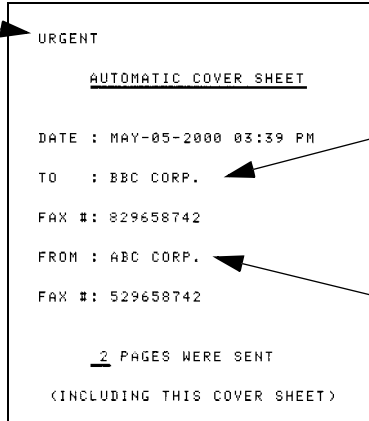 URGENT
AUTOMATIC COVER SHEET
DATE : MAY-05-2000 03:39 PM
TO : BBC CORP.
FAX #: 829658742
FROM : ABC CORP.
FAX #: 529658742
2 PAGES WERE SENT
(INCLUDING THIS COVER SHEET)